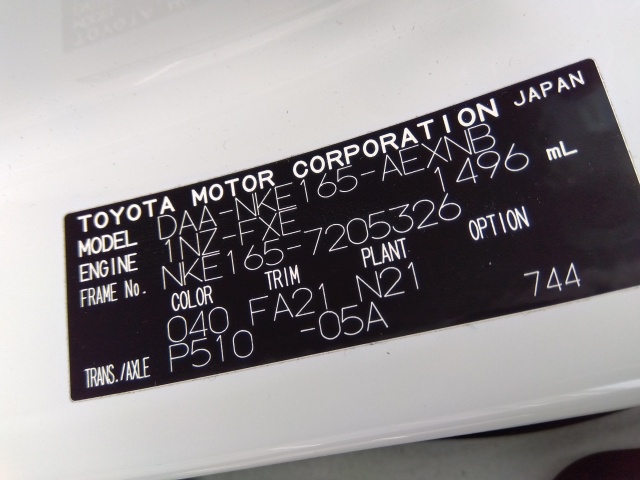 TOYOTA MOTOR CORPORATION JAPAN
MODEL DAA-NKE165-AEXNB
ENGINE 1NZ-FXE 1496 mL
FRAME No. NKE165-7205326
COLOR TRIM PLANT OPTION
040 FA21 N21 744
TRANS./AXLE P510 -05A